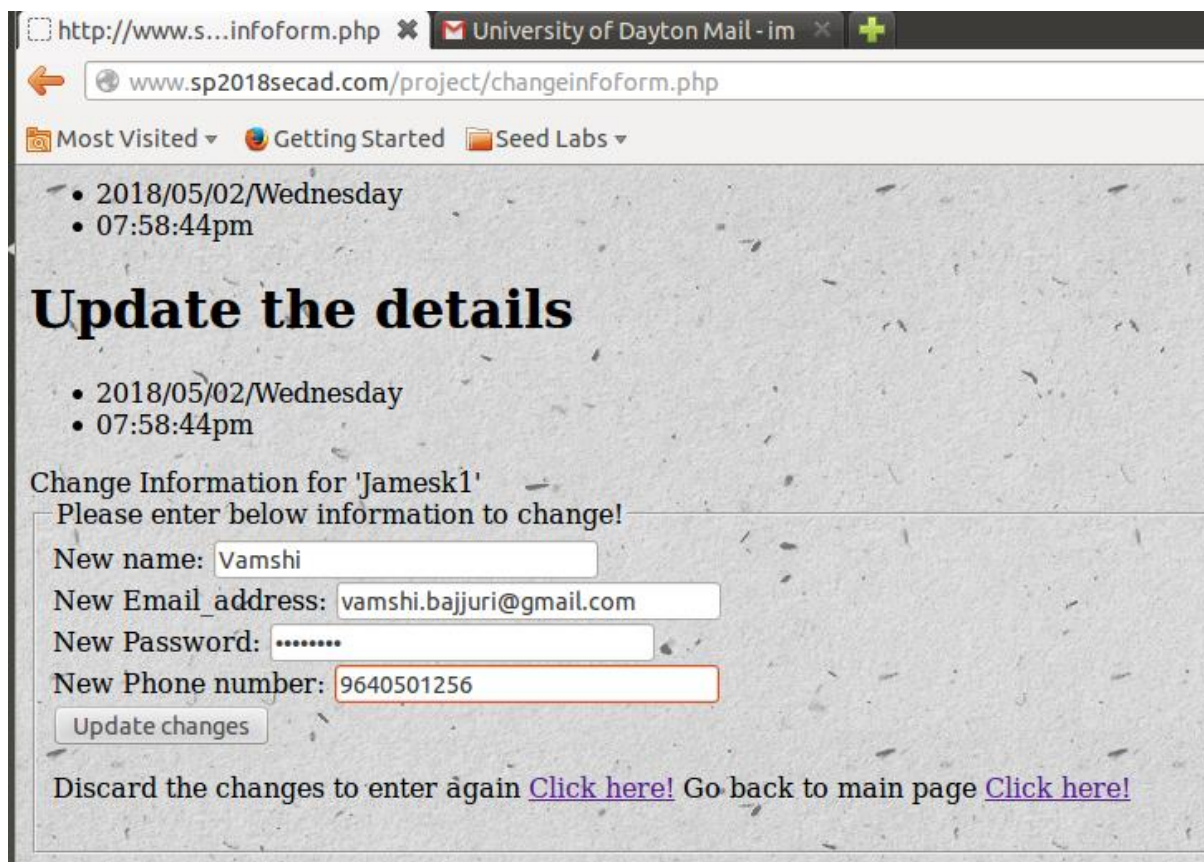 http://www.s...infoform.php University of Dayton Mail - im
www.sp2018secad.com/project/changeinfoform.php
Most Visited Getting Started Seed Labs
2018/05/02/Wednesday
07:58:44pm
Update the details
2018/05/02/Wednesday
07:58:44pm
Change Information for 'Jamesk1'
Please enter below information to change!
New name: Vamshi
New Email_address: vamshi.bajjuri@gmail.com
New Password: ••••••••
New Phone number: 9640501256
Update changes
Discard the changes to enter again Click here! Go back to main page Click here!